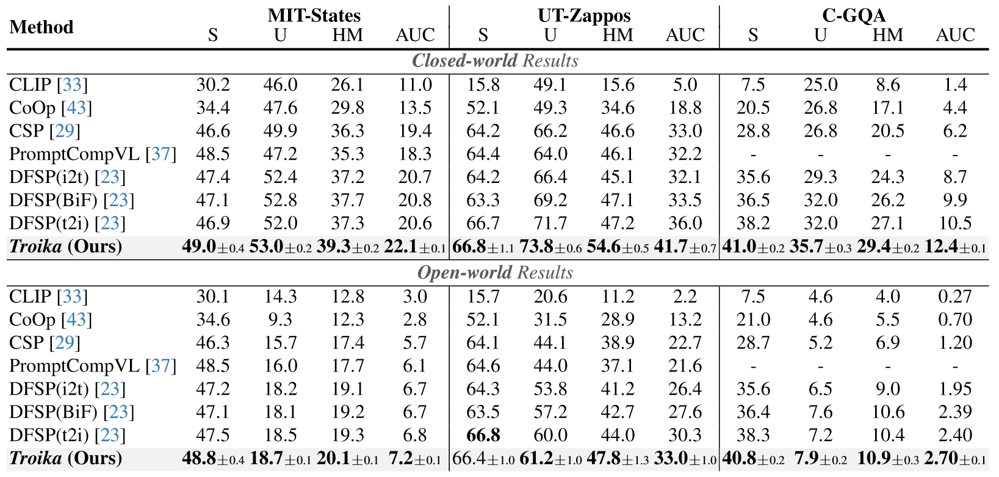 Method MIT-States UT-Zappos C-GQA
S U HM AUC S U HM AUC S U HM AUC
Closed-world Results
CLIP [33] 30.2 46.0 26.1 11.0 15.8 49.1 15.6 5.0 7.5 25.0 8.6 1.4
CoOp [43] 34.4 47.6 29.8 13.5 52.1 49.3 34.6 18.8 20.5 26.8 17.1 4.4
CSP [29] 46.6 49.9 36.3 19.4 64.2 66.2 46.6 33.0 28.8 26.8 20.5 6.2
PromptCompVL [37] 48.5 47.2 35.3 18.3 64.4 64.0 46.1 32.2 - - - -
DFSP(i2t) [23] 47.4 52.4 37.2 20.7 64.2 66.4 45.1 32.1 35.6 29.3 24.3 8.7
DFSP(BiF) [23] 47.1 52.8 37.7 20.8 63.3 69.2 47.1 33.5 36.5 32.0 26.2 9.9
DFSP(t2i) [23] 46.9 52.0 37.3 20.6 66.7 71.7 47.2 36.0 38.2 32.0 27.1 10.5
Troika (Ours) 49.0±0.4 53.0±0.2 39.3±0.2 22.1±0.1 66.8±1.1 73.8±0.6 54.6±0.5 41.7±0.7 41.0±0.2 35.7±0.3 29.4±0.2 12.4±0.1
Open-world Results
CLIP [33] 30.1 14.3 12.8 3.0 15.7 20.6 11.2 2.2 7.5 4.6 4.0 0.27
CoOp [43] 34.6 9.3 12.3 2.8 52.1 31.5 28.9 13.2 21.0 4.6 5.5 0.70
CSP [29] 46.3 15.7 17.4 5.7 64.1 44.1 38.9 22.7 28.7 5.2 6.9 1.20
PromptCompVL [37] 48.5 16.0 17.7 6.1 64.6 44.0 37.1 21.6 - - - -
DFSP(i2t) [23] 47.2 18.2 19.1 6.7 64.3 53.8 41.2 26.4 35.6 6.5 9.0 1.95
DFSP(BiF) [23] 47.1 18.1 19.2 6.7 63.5 57.2 42.7 27.6 36.4 7.6 10.6 2.39
DFSP(t2i) [23] 47.5 18.5 19.3 6.8 66.8 60.0 44.0 30.3 38.3 7.2 10.4 2.40
Troika (Ours) 48.8±0.4 18.7±0.1 20.1±0.1 7.2±0.1 66.4±1.0 61.2±1.0 47.8±1.3 33.0±1.0 40.8±0.2 7.9±0.2 10.9±0.3 2.70±0.1